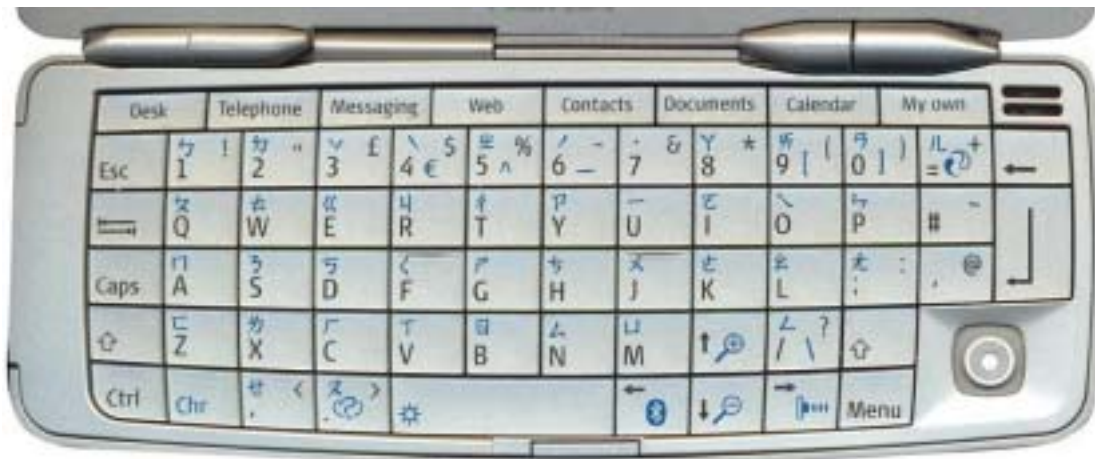 Desk Telephone Messaging Web Contacts Documents Calendar My own
ㄅ ! ㄉ " ˇ £ ˋ $ ㄓ % ˊ - ˙ & ㄚ * ㄞ ( ㄢ ) ㄦ +
Esc 1 2 3 4 € 5 ^ 6 _ 7 8 9 [ 0 ] = ←
ㄆ ㄊ ㄍ ㄐ ㄔ ㄗ ㄧ ㄛ ㄟ ㄣ ~
Q W E R T Y U I O P #
ㄇ ㄋ ㄎ ㄑ ㄕ ㄘ ㄨ ㄜ ㄠ ㄤ : @
Caps A S D F G H J K L ; '
ㄈ ㄌ ㄏ ㄒ ㄖ ㄙ ㄩ ㄥ ?
⇧ Z X C V B N M ↑ / \ ⇧
ㄝ < ㄡ > ← →
Ctrl Chr , . ↓ Menu